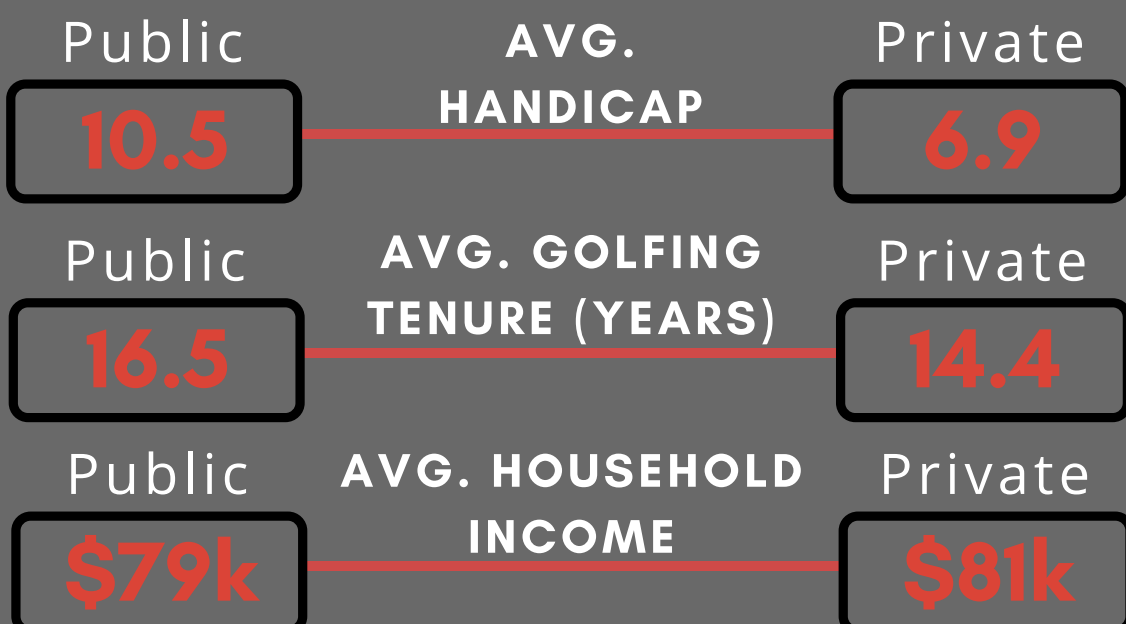 Public
AVG.
Private
HANDICAP
10.5
6.9
Public
AVG. GOLFING
Private
TENURE (YEARS)
16.5
14.4
Public
AVG. HOUSEHOLD
Private
INCOME
$79k
$81k